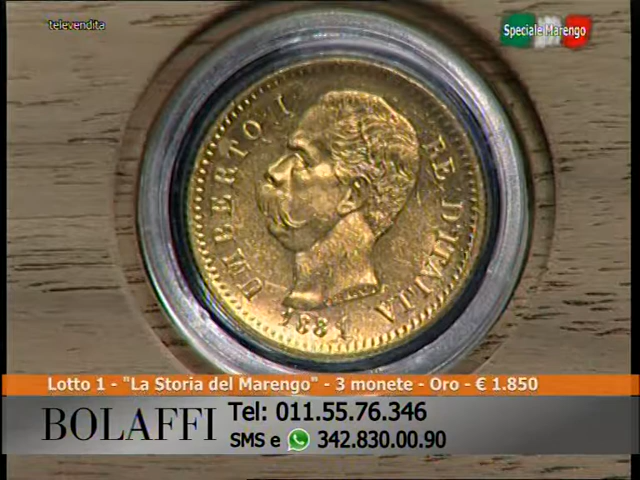 televendita
Speciale Marengo
UMBERTO I
RE D'ITALIA
Lotto 1 - "La Storia del Marengo" - 3 monete - Oro - € 1.850
BOLAFFI
Tel: 011.55.76.346
SMS e 342.830.00.90